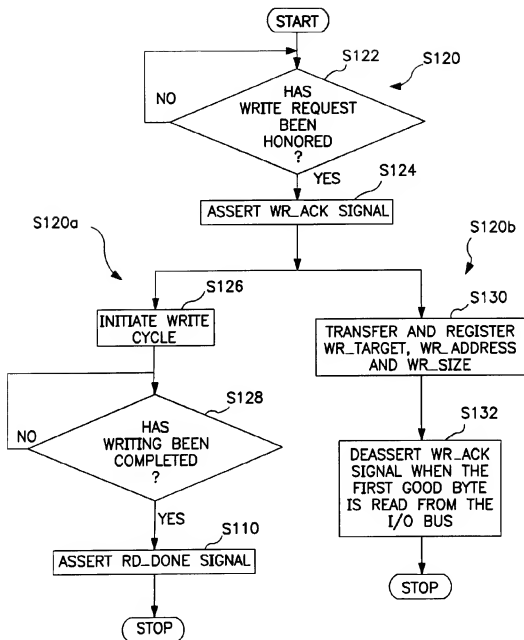 START
S122
S120
HAS
WRITE REQUEST
BEEN
HONORED
?
NO
YES
S124
ASSERT WR_ACK SIGNAL
S120a
S120b
S126
INITIATE WRITE
CYCLE
S130
TRANSFER AND REGISTER
WR_TARGET, WR_ADDRESS
AND WR_SIZE
S128
HAS
WRITING BEEN
COMPLETED
?
NO
YES
S132
DEASSERT WR_ACK
SIGNAL WHEN THE
FIRST GOOD BYTE
IS READ FROM THE
I/O BUS
S110
ASSERT RD_DONE SIGNAL
STOP
STOP